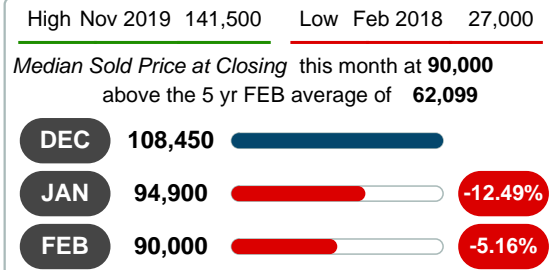 High Nov 2019 141,500 Low Feb 2018 27,000
Median Sold Price at Closing this month at 90,000
above the 5 yr FEB average of 62,099
DEC 108,450
JAN 94,900 -12.49%
FEB 90,000 -5.16%